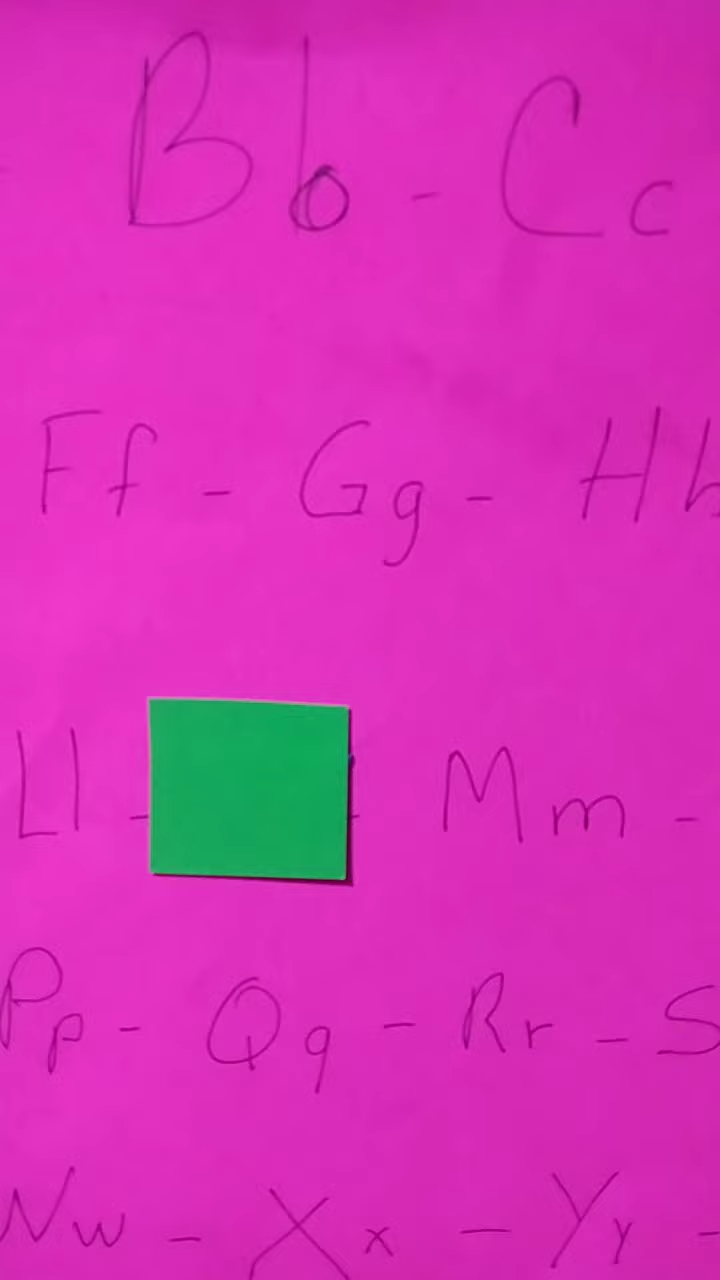 Bb - Cc
Ff - Gg - Hh
Ll - - Mm -
Pp - Qq - Rr - S
Ww - Xx - Yy -